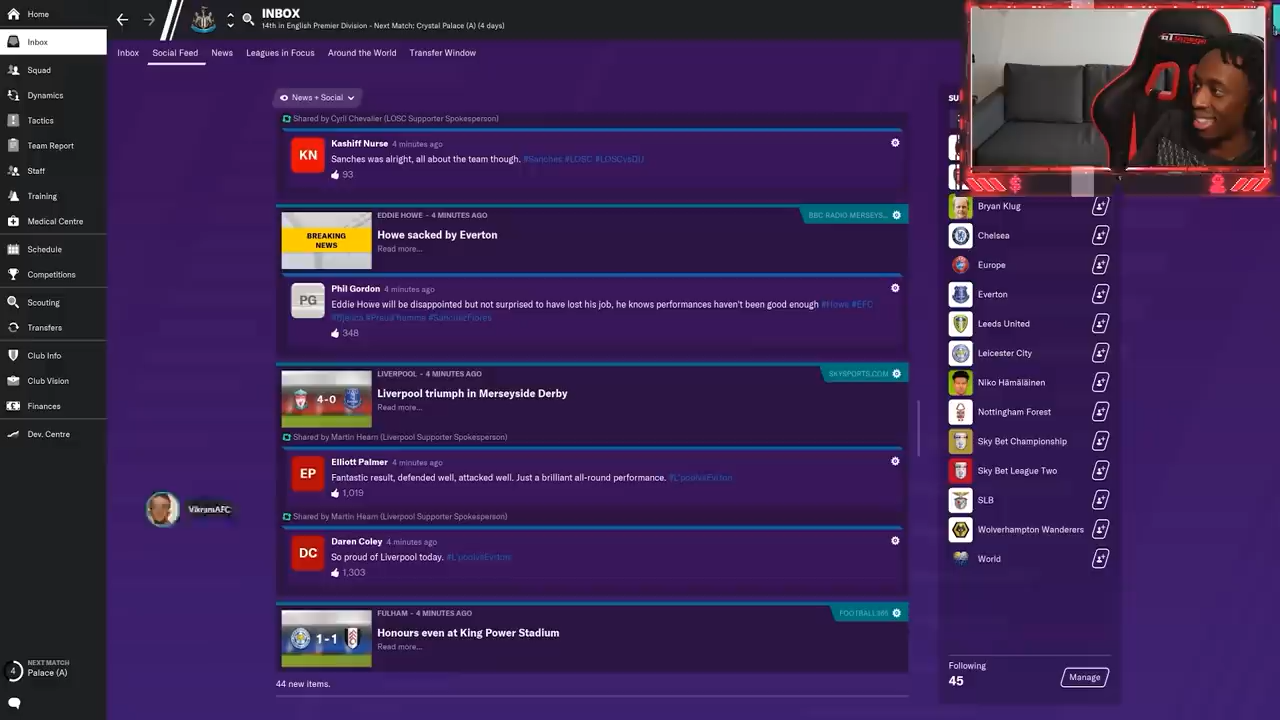 Home
Inbox
Squad
Dynamics
Tactics
Team Report
Staff
Training
Medical Centre
Schedule
Competitions
Scouting
Transfers
Club Info
Club Vision
Finances
Dev. Centre
4
NEXT MATCH
Palace (A)
INBOX
14th in English Premier Division - Next Match: Crystal Palace (A) (4 days)
Inbox
Social Feed
News
Leagues in Focus
Around the World
Transfer Window
News + Social
Shared by Cyril Chevalier (LOSC Supporter Spokesperson)
KN
Kashiff Nurse 4 minutes ago
Sanches was alright, all about the team though. #Sanches #LOSC
93
EDDIE HOWE - 4 MINUTES AGO
BBC RADIO MERSEYS...
BREAKING
NEWS
Howe sacked by Everton
Read more...
PG
Phil Gordon 4 minutes ago
Eddie Howe will be disappointed but not surprised to have lost his job, he knows performances haven't been good enough #Howe #EFC
#Bielsa #Preud'homme #SanchezFlores
348
LIVERPOOL - 4 MINUTES AGO
SKYSPORTS.COM
4-0
Liverpool triumph in Merseyside Derby
Read more...
Shared by Martin Hearn (Liverpool Supporter Spokesperson)
EP
Elliott Palmer 4 minutes ago
Fantastic result, defended well, attacked well. Just a brilliant all-round performance. #L'poolvsEverton
1,019
Shared by Martin Hearn (Liverpool Supporter Spokesperson)
DC
Daren Coley 4 minutes ago
So proud of Liverpool today. #L'poolvsEverton
1,303
FULHAM - 4 MINUTES AGO
FOOTBALL365
1-1
Honours even at King Power Stadium
Read more...
44 new items.
VikramAFC
SU
Bryan Klug
Chelsea
Europe
Everton
Leeds United
Leicester City
Niko Hämäläinen
Nottingham Forest
Sky Bet Championship
Sky Bet League Two
SLB
Wolverhampton Wanderers
World
Following
45
Manage